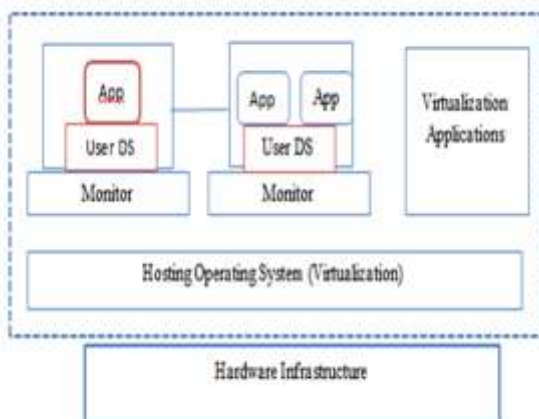 App
User DS
Monitor
App
App
User DS
Monitor
Virtualization
Applications
Hosting Operating System (Virtualization)
Hardware Infrastructure